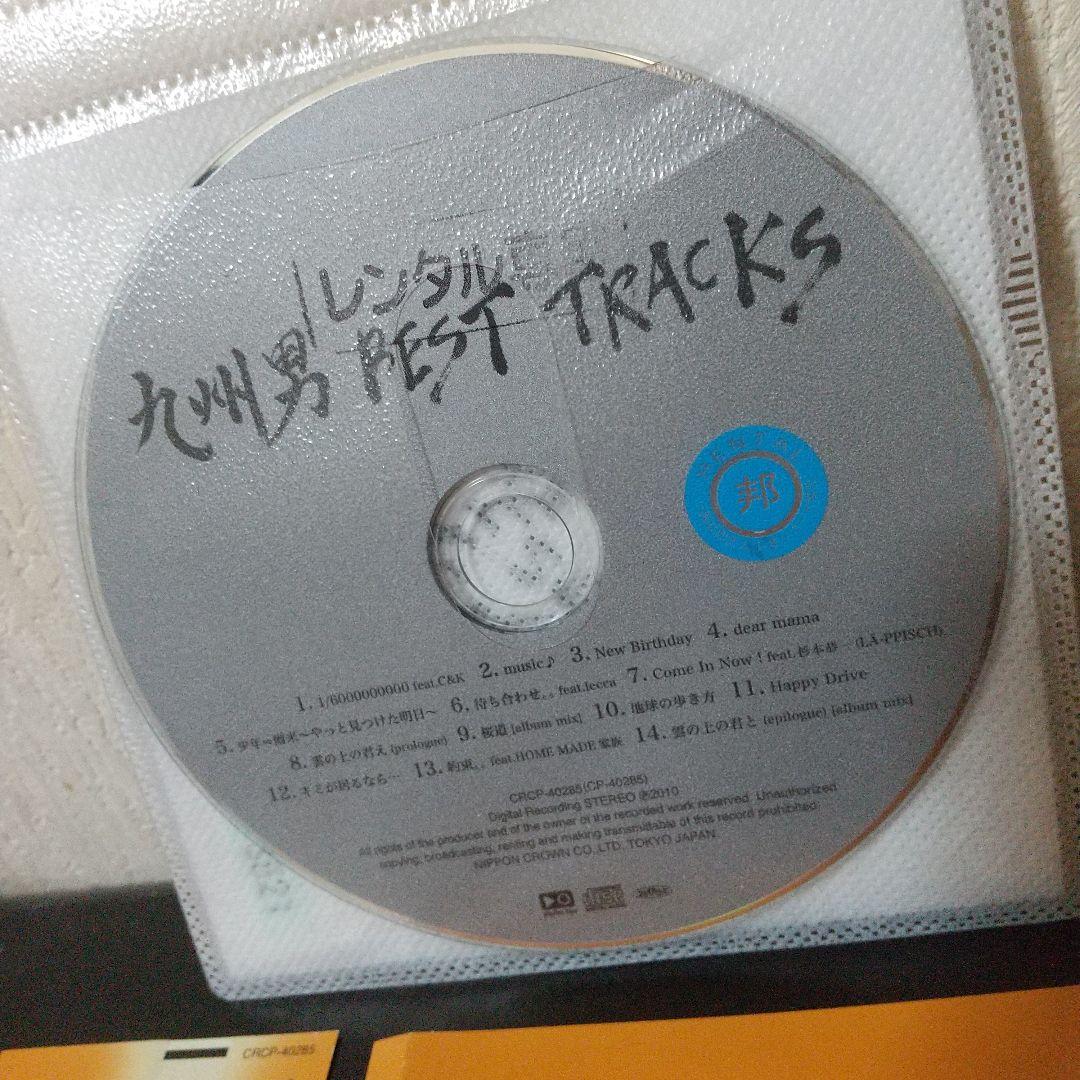 レンタル
九州男 BEST TRACKS
邦
1. 1/6000000000 feat.C&K 2. music♪ 3. New Birthday 4. dear mama
5. 少年〜 〜やっと見つけた明日〜 6. 待ち合わせ。。feat.lecca 7. Come In Now! feat.杉本恭一 (LÄ-PPISCH)
8. 雲の上の君え (prologue) 9. 桜道 [album mix] 10. 地球の歩き方 11. Happy Drive
12. キミが居るなら… 13. 約束。。feat.HOME MADE 家族 14. 雲の上の君と (epilogue) [album mix]
CRCP-40285(CP-40285)
Digital Recording STEREO ℗2010
All rights of the producer and of the owner of the recorded work reserved. Unauthorized
copying, broadcasting, renting and making transmittable of this record prohibited.
NIPPON CROWN CO.,LTD. TOKYO JAPAN
CRCP-40285